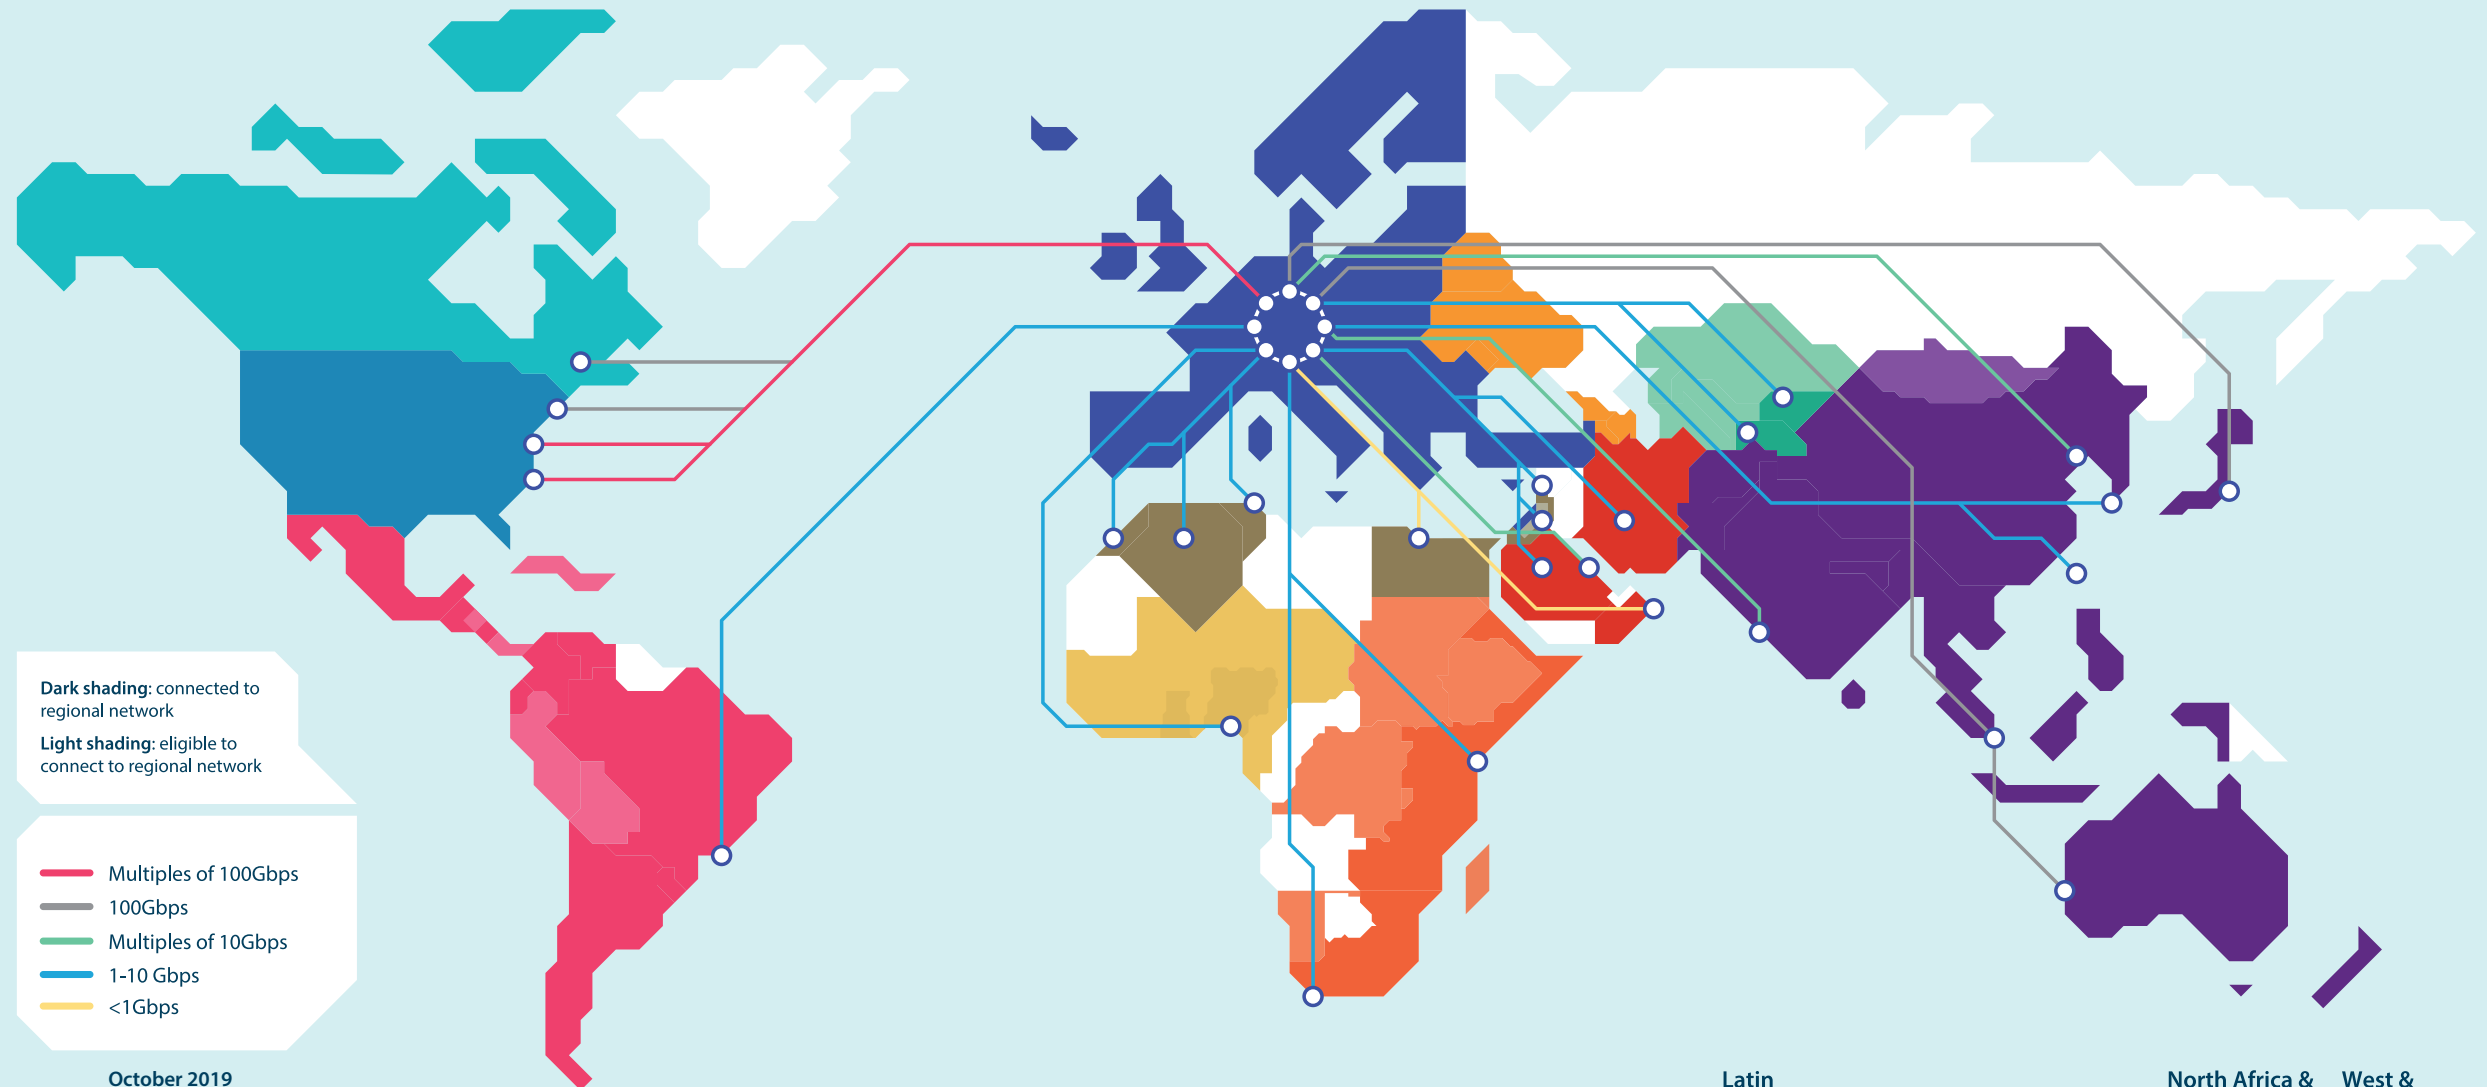 Dark shading: connected to
regional network
Light shading: eligible to
connect to regional network
Multiples of 100Gbps
100Gbps
Multiples of 10Gbps
1-10 Gbps
<1Gbps
October 2019
Latin
North Africa &
West &